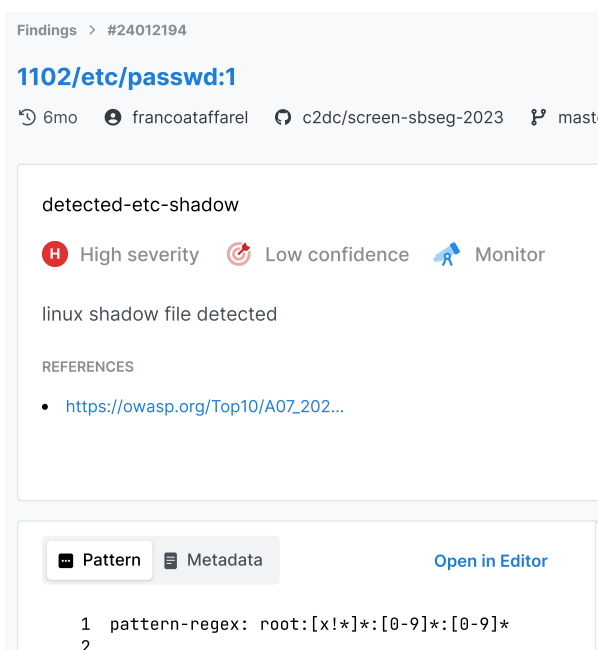 Findings > #24012194
1102/etc/passwd:1
6mo francoataffarel c2dc/screen-sbseg-2023 mast
detected-etc-shadow
H High severity Low confidence Monitor
linux shadow file detected
REFERENCES
• https://owasp.org/Top10/A07_202...
Pattern Metadata Open in Editor
1 pattern-regex: root:[x!*]*:[0-9]*:[0-9]*
2